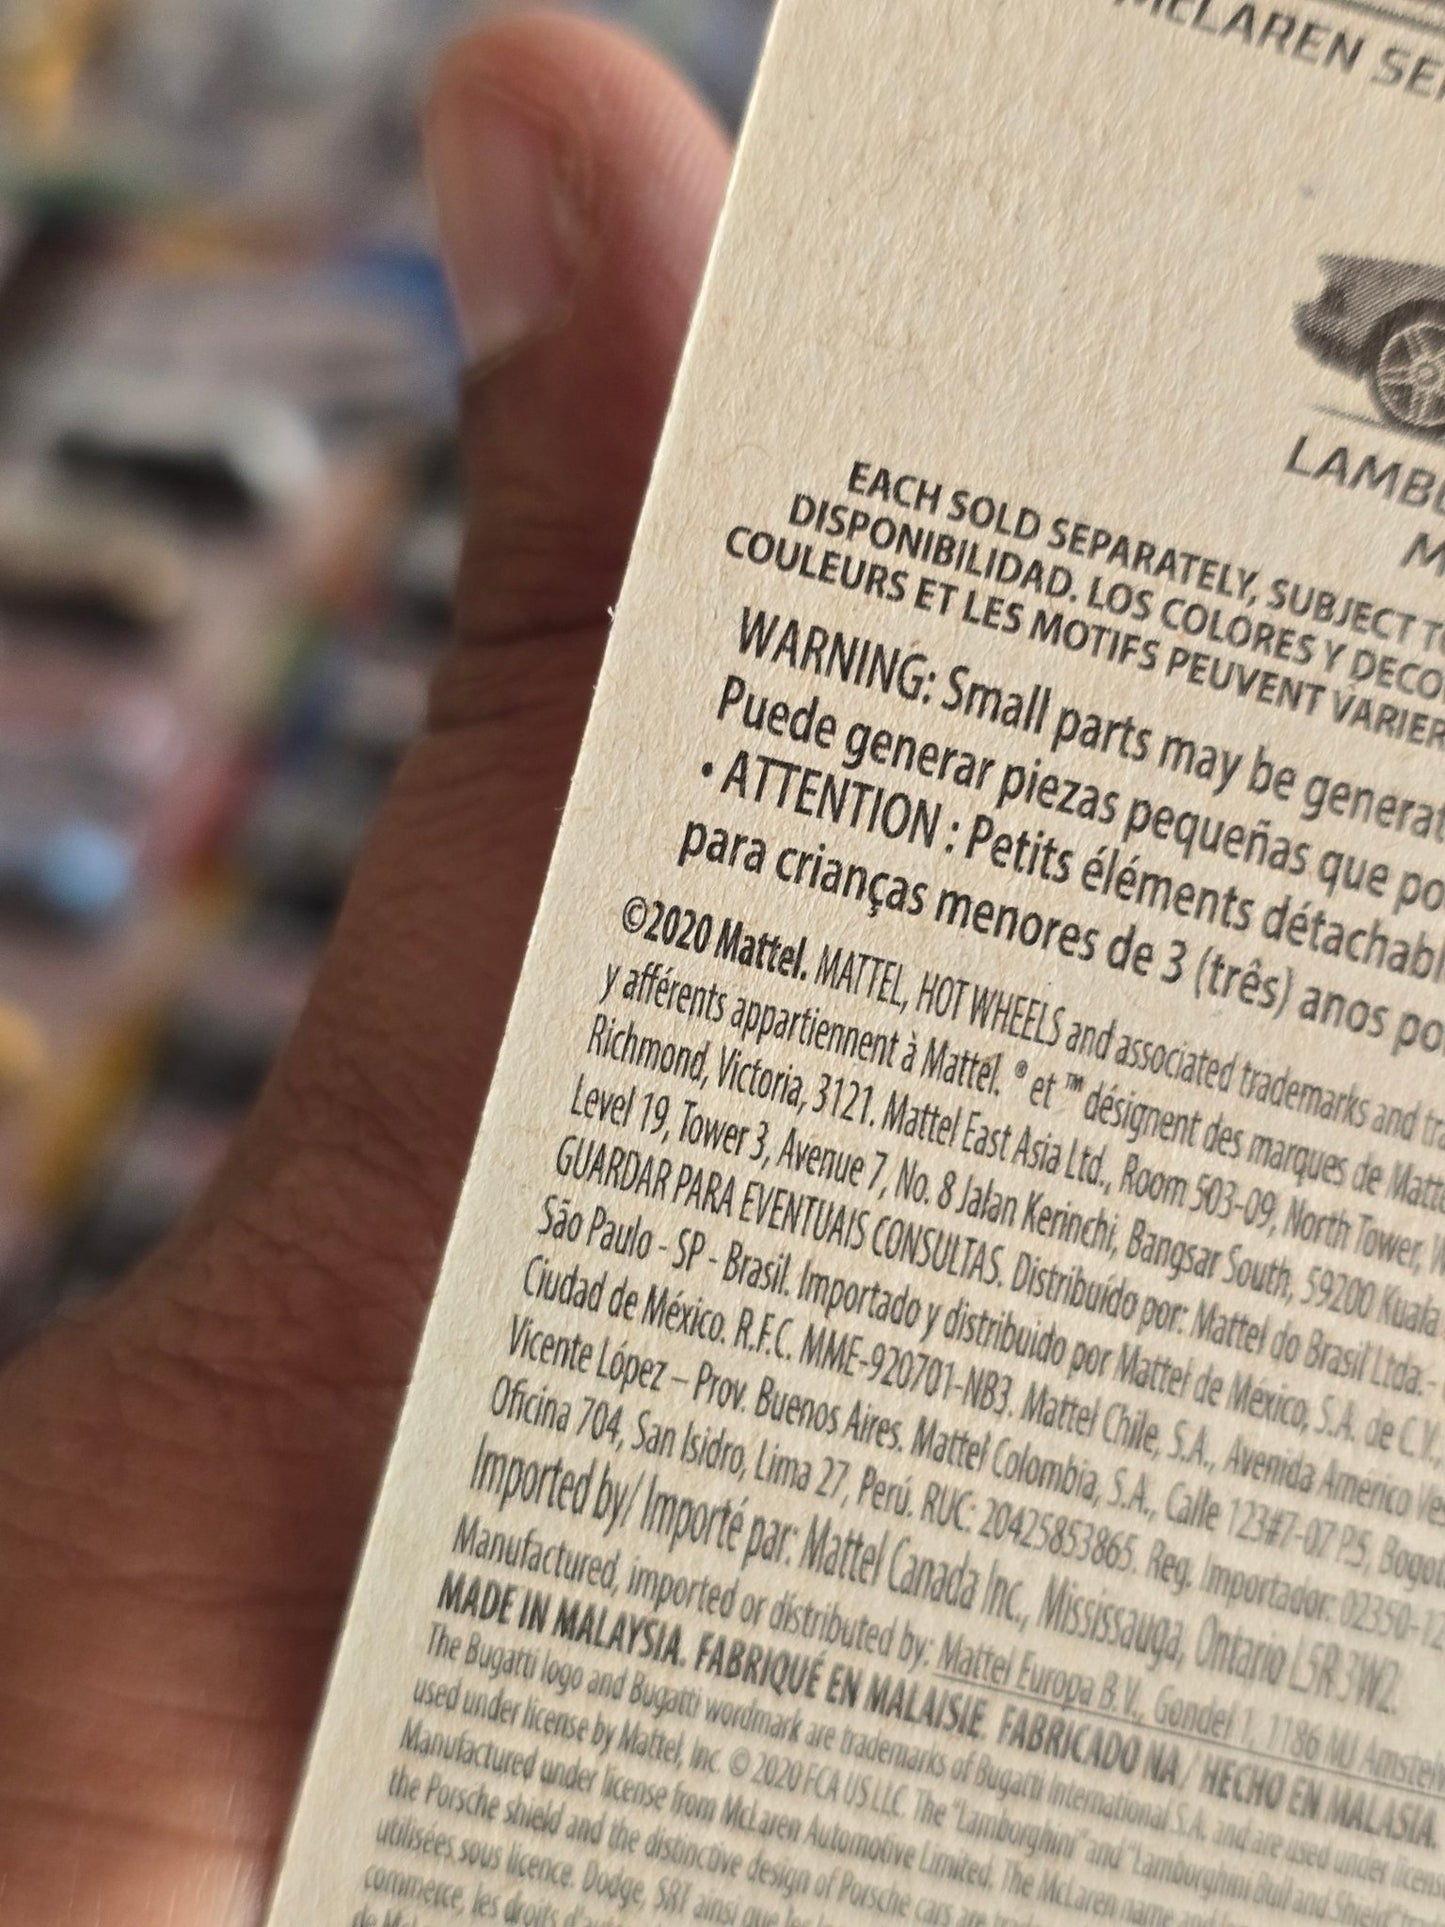 McLAREN SE
LAMB
M
EACH SOLD SEPARATELY, SUBJECT TO
DISPONIBILIDAD. LOS COLORES Y DECO
COULEURS ET LES MOTIFS PEUVENT VARIER
WARNING: Small parts may be generat
Puede generar piezas pequeñas que po
• ATTENTION : Petits éléments détachabl
para crianças menores de 3 (três) anos po
©2020 Mattel. MATTEL, HOT WHEELS and associated trademarks and tra
y afférents appartiennent à Mattel. ® et ™ désignent des marques de Matte
Richmond, Victoria, 3121. Mattel East Asia Ltd., Room 503-09, North Tower, W
Level 19, Tower 3, Avenue 7, No. 8 Jalan Kerinchi, Bangsar South, 59200 Kuala
GUARDAR PARA EVENTUAIS CONSULTAS. Distribuído por: Mattel do Brasil Ltda.-
São Paulo - SP - Brasil. Importado y distribuido por Mattel de México, S.A. de C.V.,
Ciudad de México. R.F.C. MME-920701-NB3. Mattel Chile, S.A., Avenida Américo Ves
Vicente López – Prov. Buenos Aires. Mattel Colombia, S.A., Calle 123#7-07 P.5, Bogot
Oficina 704, San Isidro, Lima 27, Perú. RUC: 20425853865. Reg. Importador: 02350-12
Imported by/ Importé par: Mattel Canada Inc., Mississauga, Ontario L5R 3W2.
Manufactured, imported or distributed by: Mattel Europa B.V., Gondel 1, 1186 MJ Amstelv
MADE IN MALAYSIA. FABRIQUÉ EN MALAISIE. FABRICADO NA / HECHO EN MALASIA.
The Bugatti logo and Bugatti wordmark are trademarks of Bugatti International S.A. and are used under licens
used under license by Mattel, Inc. © 2020 FCA US LLC. The "Lamborghini" and "Lamborghini Bull and Shield" tr
Manufactured under license from McLaren Automotive Limited. The McLaren name and
the Porsche shield and the distinctive design of Porsche cars are tra
utilisées sous licence. Dodge, SRT ainsi que
commerce, les droits d'
de